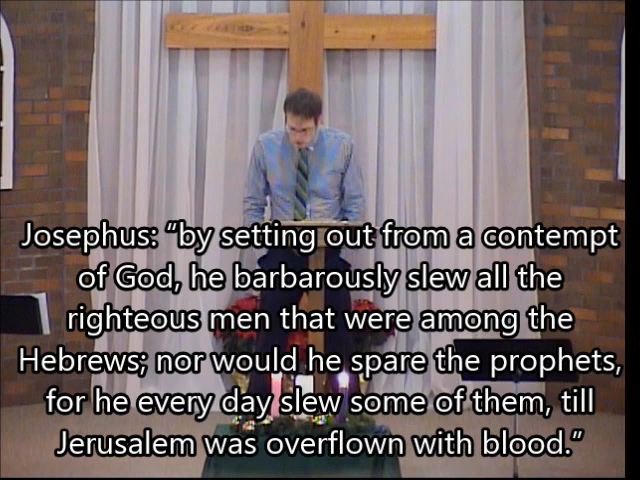 Josephus: “by setting out from a contempt
of God, he barbarously slew all the
righteous men that were among the
Hebrews; nor would he spare the prophets,
for he every day slew some of them, till
Jerusalem was overflown with blood.”